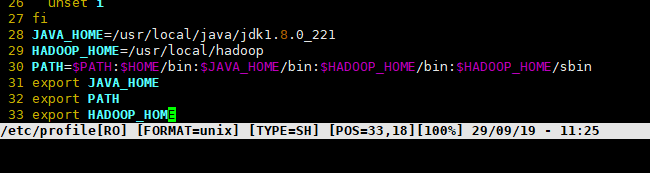 26   unset i
27 fi
28 JAVA_HOME=/usr/local/java/jdk1.8.0_221
29 HADOOP_HOME=/usr/local/hadoop
30 PATH=$PATH:$HOME/bin:$JAVA_HOME/bin:$HADOOP_HOME/bin:$HADOOP_HOME/sbin
31 export JAVA_HOME
32 export PATH
33 export HADOOP_HOME
/etc/profile[RO] [FORMAT=unix] [TYPE=SH] [POS=33,18][100%] 29/09/19 - 11:25